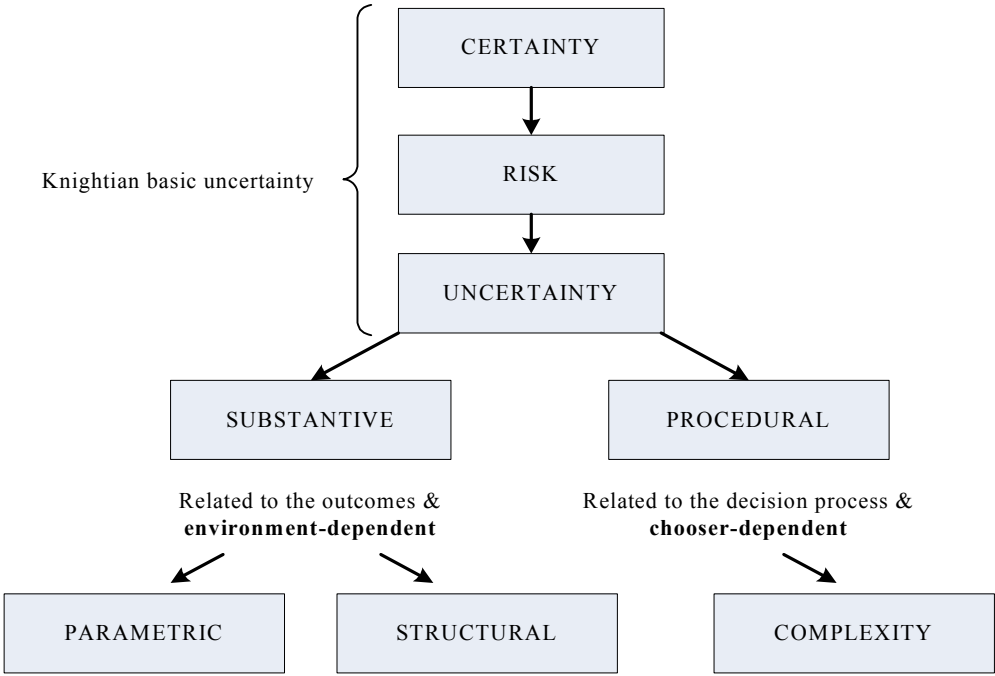 CERTAINTY
RISK
Knightian basic uncertainty
UNCERTAINTY
SUBSTANTIVE
PROCEDURAL
Related to the outcomes &
environment-dependent
Related to the decision process &
chooser-dependent
PARAMETRIC
STRUCTURAL
COMPLEXITY